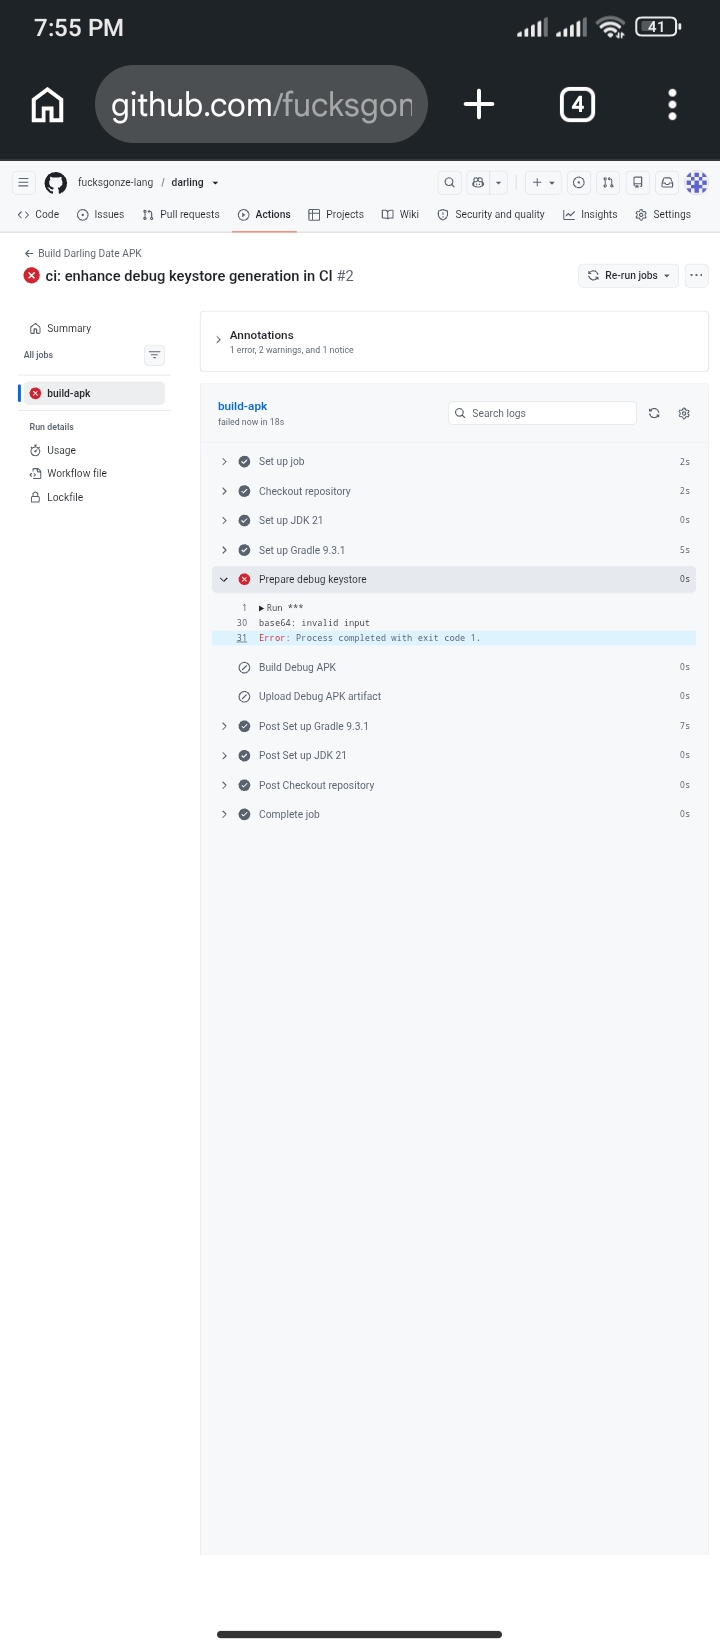 7:55 PM
41
github.com/fucksgon
4
fucksgonze-lang / darling
Code
Issues
Pull requests
Actions
Projects
Wiki
Security and quality
Insights
Settings
Build Darling Date APK
ci: enhance debug keystore generation in CI #2
Re-run jobs
Summary
All jobs
build-apk
Run details
Usage
Workflow file
Lockfile
Annotations
1 error, 2 warnings, and 1 notice
build-apk
failed now in 18s
Search logs
Set up job 2s
Checkout repository 2s
Set up JDK 21 0s
Set up Gradle 9.3.1 5s
Prepare debug keystore 0s
1 ▶ Run ***
30 base64: invalid input
31 Error: Process completed with exit code 1.
Build Debug APK 0s
Upload Debug APK artifact 0s
Post Set up Gradle 9.3.1 7s
Post Set up JDK 21 0s
Post Checkout repository 0s
Complete job 0s